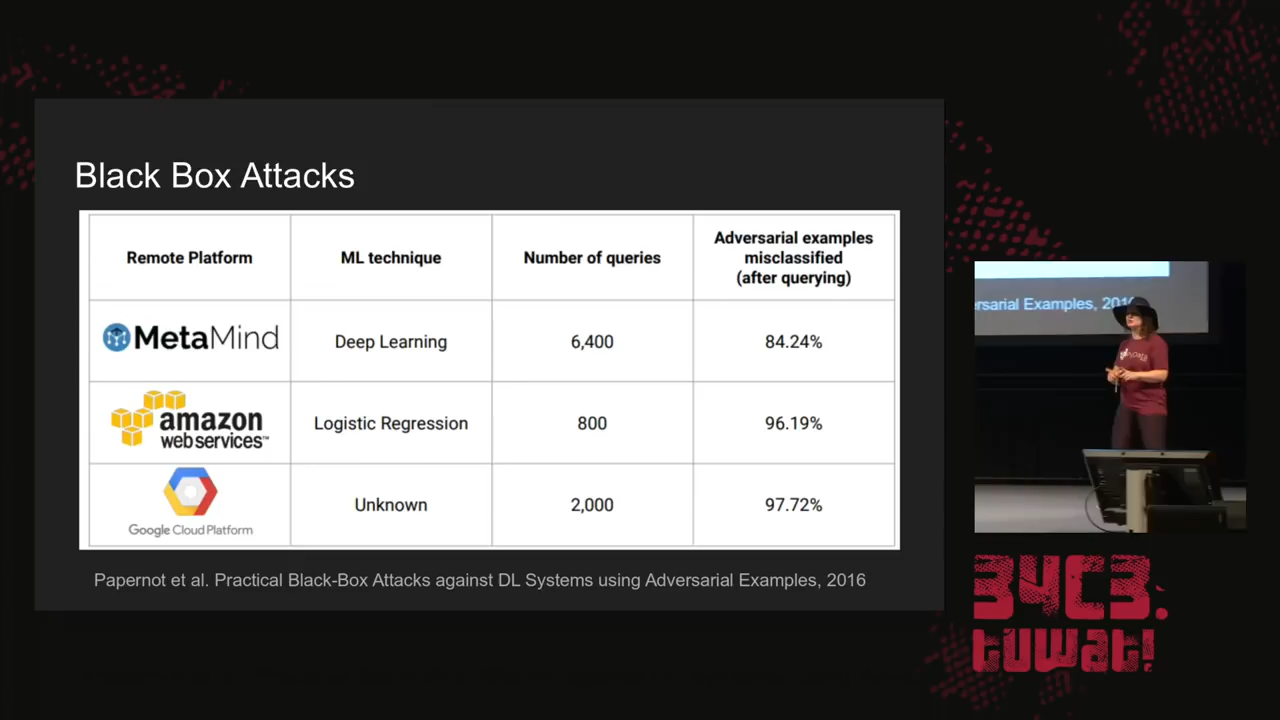 Black Box Attacks
Remote Platform
ML technique
Number of queries
Adversarial examples
misclassified
(after querying)
MetaMind
Deep Learning
6,400
84.24%
amazon
webservices™
Logistic Regression
800
96.19%
Google Cloud Platform
Unknown
2,000
97.72%
Papernot et al. Practical Black-Box Attacks against DL Systems using Adversarial Examples, 2016
rsarial Examples, 201
34C3.
tuwat!